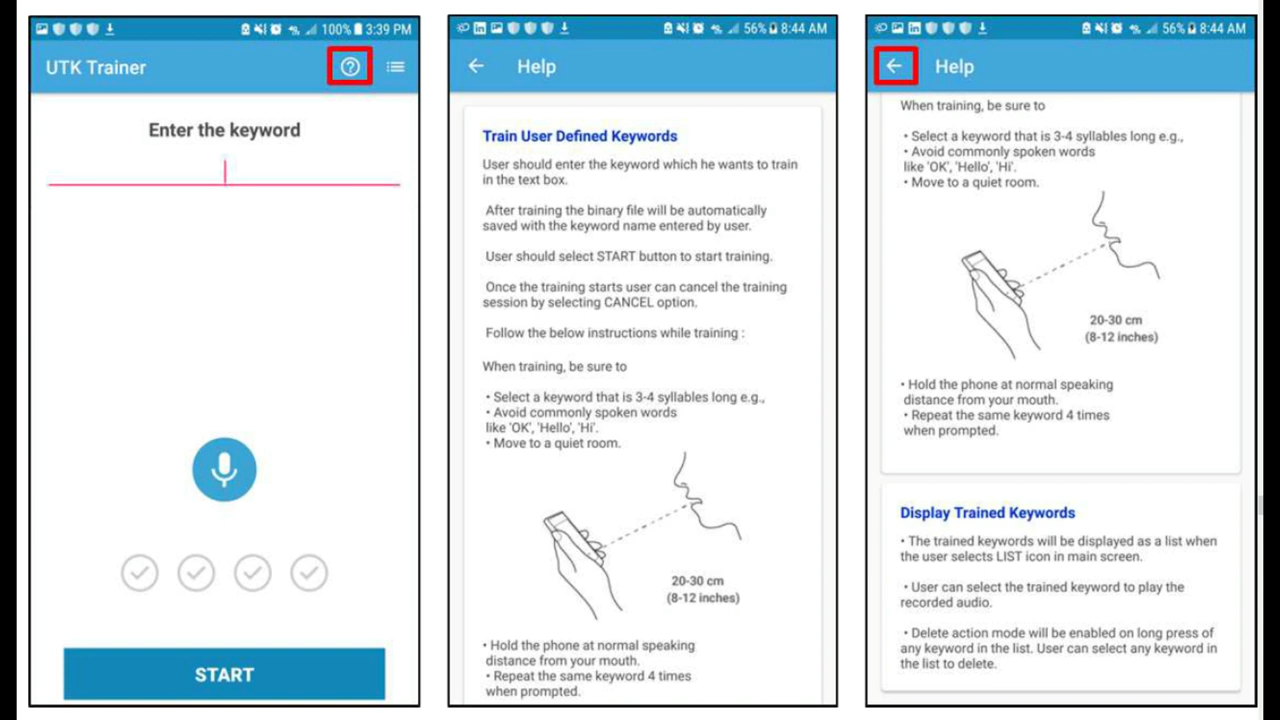 100% 3:39 PM
UTK Trainer
Enter the keyword
START
in 56% 8:44 AM
Help
Train User Defined Keywords
User should enter the keyword which he wants to train
in the text box.
After training the binary file will be automatically
saved with the keyword name entered by user.
User should select START button to start training.
Once the training starts user can cancel the training
session by selecting CANCEL option.
Follow the below instructions while training :
When training, be sure to
• Select a keyword that is 3-4 syllables long e.g.,
• Avoid commonly spoken words
like 'OK', 'Hello', 'Hi'.
• Move to a quiet room.
20-30 cm
(8-12 inches)
• Hold the phone at normal speaking
distance from your mouth.
• Repeat the same keyword 4 times
when prompted.
in 56% 8:44 AM
Help
When training, be sure to
• Select a keyword that is 3-4 syllables long e.g.,
• Avoid commonly spoken words
like 'OK', 'Hello', 'Hi'.
• Move to a quiet room.
20-30 cm
(8-12 inches)
• Hold the phone at normal speaking
distance from your mouth.
• Repeat the same keyword 4 times
when prompted.
Display Trained Keywords
• The trained keywords will be displayed as a list when
the user selects LIST icon in main screen.
• User can select the trained keyword to play the
recorded audio.
• Delete action mode will be enabled on long press of
any keyword in the list. User can select any keyword in
the list to delete.